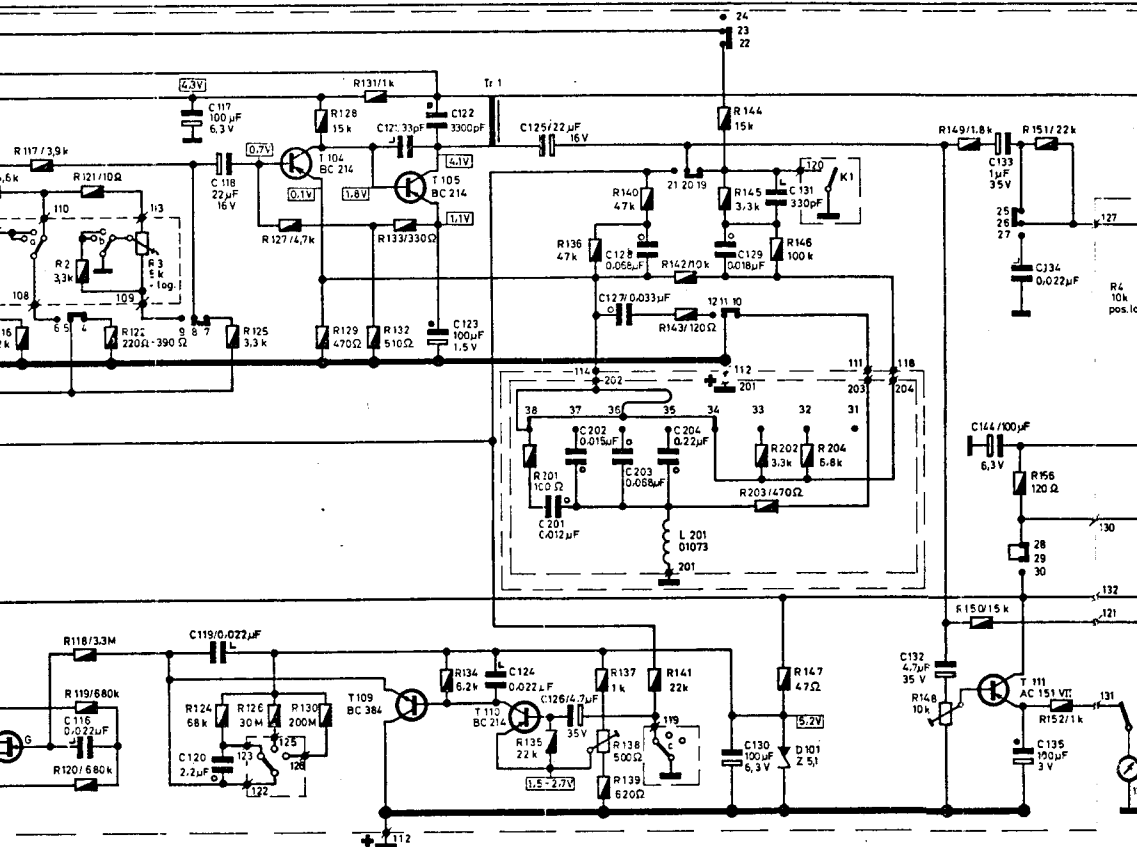 24
23
22
4,3V
R131/1k
Tr 1
C117
100µF
6,3V
R128
15k
C122
3300pF
33pF
C125/22µF
16V
R144
15k
R149/1.8k
R151/22k
C133
1µF
35V
R117/3,9k
0.7V
T 104
BC 214
4.1V
T 105
BC 214
21 20 19
120
K1
R121/10Ω
C118
22µF
16V
0.1V
1,8V
R140
47k
R145
3,3k
C131
330pF
110
113
1,1V
25
26
27
127
a
b
R127/4,7k
R133/330Ω
R136
47k
C128
0,068µF
C129
0,018µF
R146
100k
R2
3,3k
R3
5k
- log.
R142/10k
C134
0,022µF
R4
10k
108
109
C127/0,033µF
12 11 10
R143/120Ω
6 5 4
R122
220Ω-390Ω
9 8 7
R125
3,3k
R129
470Ω
R132
510Ω
C123
100µF
1,5V
114
202
+
112
201
111
118
203
204
38
37
36
35
34
33
32
31
C202
0.015µF
C204
0.22µF
R201
100Ω
C203
0,068µF
R202
3,3k
R204
6,8k
R203/470Ω
C201
0,012µF
L 201
01073
201
C144/100µF
6,3V
R156
120Ω
130
28
29
30
132
R150/15k
121
R118/3,3M
C119/0,022µF
R119/680k
C116
0,022µF
G
R120/680k
R124
68k
R126
30M
R130
200M
T109
BC 384
R134
6.2k
C124
0.022µF
T 110
BC 214
C126/4,7µF
35V
R137
1k
R141
22k
R147
47Ω
C132
4,7µF
35V
T 111
AC 151 VII
131
R148
10k
R152/1k
5,2V
C120
2,2µF
123
125
126
122
R135
22k
R138
500Ω
119
c
C130
100µF
6,3V
D101
Z 5,1
C135
100µF
3V
1,5-2,7V
R139
620Ω
+
112